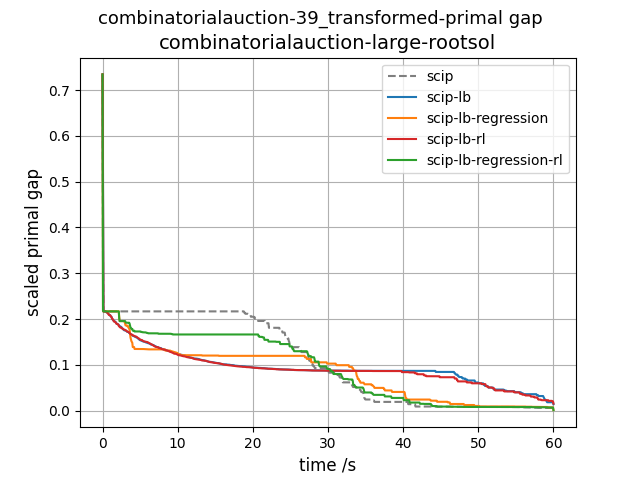 combinatorialauction-39_transformed-primal gap
combinatorialauction-large-rootsol
scip
scip-lb
scip-lb-regression
scip-lb-rl
scip-lb-regression-rl
scaled primal gap
0.7
0.6
0.5
0.4
0.3
0.2
0.1
0.0
0 10 20 30 40 50 60
time /s